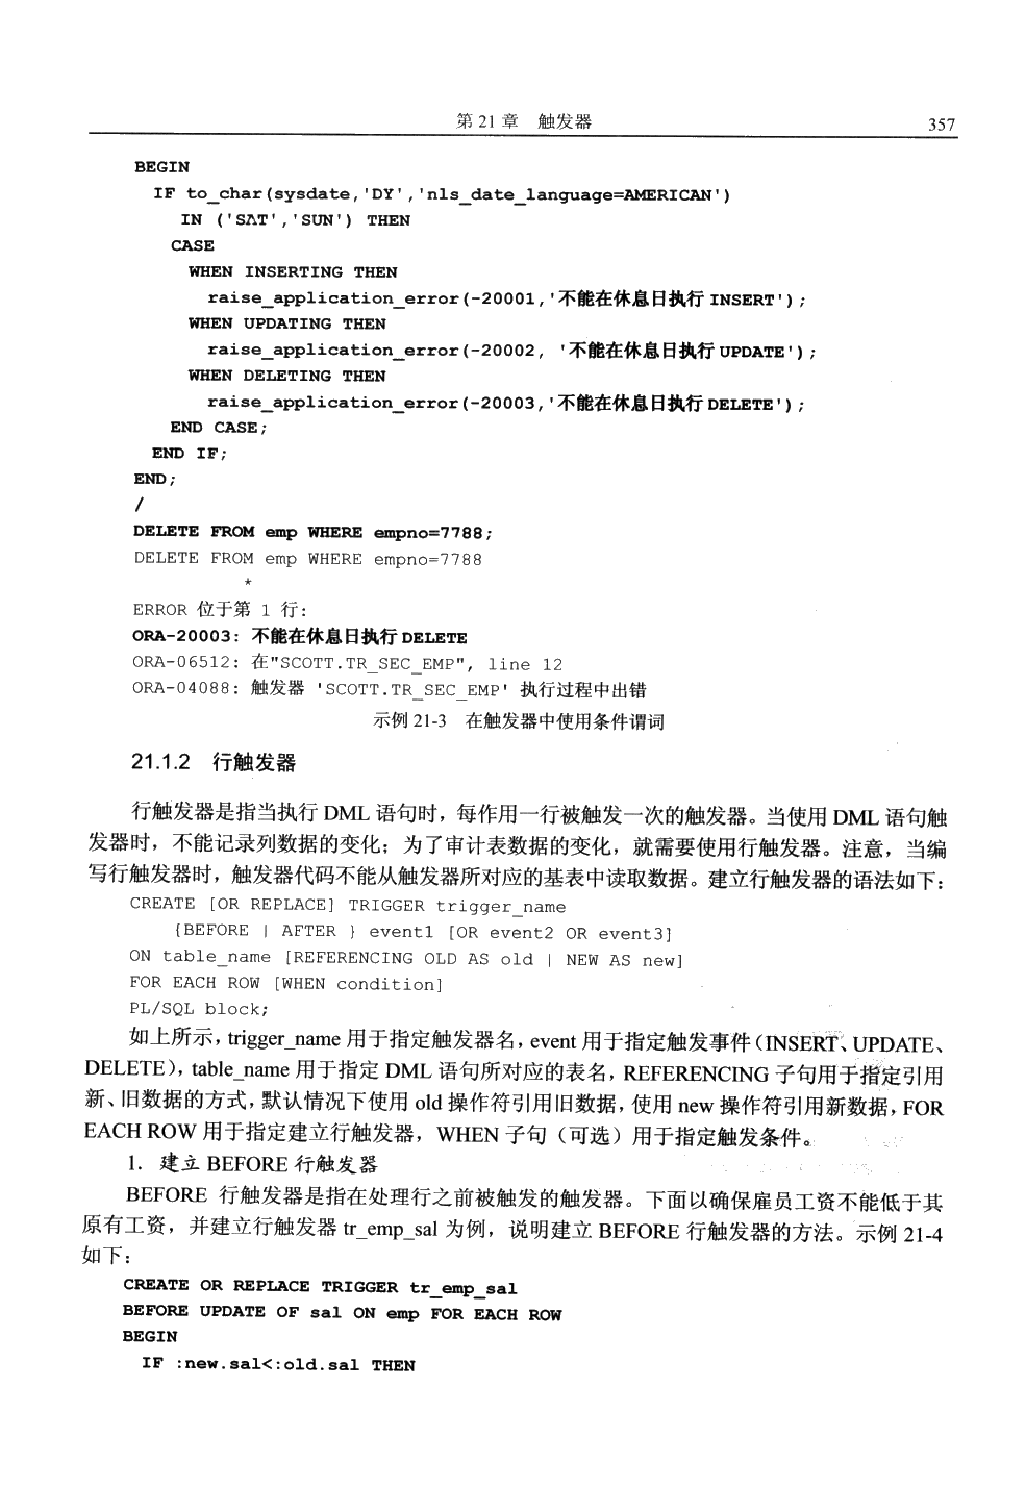 第 21 章 触发器 357
BEGIN
IF to_char(sysdate,'DY','nls_date_language=AMERICAN')
IN ('SAT','SUN') THEN
CASE
WHEN INSERTING THEN
raise_application_error(-20001,'不能在休息日执行 INSERT');
WHEN UPDATING THEN
raise_application_error(-20002, '不能在休息日执行 UPDATE');
WHEN DELETING THEN
raise_application_error(-20003,'不能在休息日执行 DELETE');
END CASE;
END IF;
END;
/
DELETE FROM emp WHERE empno=7788;
DELETE FROM emp WHERE empno=7788
*
ERROR 位于第 1 行:
ORA-20003: 不能在休息日执行 DELETE
ORA-06512: 在"SCOTT.TR_SEC_EMP", line 12
ORA-04088: 触发器 'SCOTT.TR_SEC_EMP' 执行过程中出错
示例 21-3 在触发器中使用条件谓词
21.1.2 行触发器
行触发器是指当执行 DML 语句时，每作用一行被触发一次的触发器。当使用 DML 语句触
发器时，不能记录列数据的变化；为了审计表数据的变化，就需要使用行触发器。注意，当编
写行触发器时，触发器代码不能从触发器所对应的基表中读取数据。建立行触发器的语法如下：
CREATE [OR REPLACE] TRIGGER trigger_name
{BEFORE | AFTER } event1 [OR event2 OR event3]
ON table_name [REFERENCING OLD AS old | NEW AS new]
FOR EACH ROW [WHEN condition]
PL/SQL block;
如上所示，trigger_name 用于指定触发器名，event 用于指定触发事件（INSERT、UPDATE、
DELETE），table_name 用于指定 DML 语句所对应的表名，REFERENCING 子句用于指定引用
新、旧数据的方式，默认情况下使用 old 操作符引用旧数据，使用 new 操作符引用新数据，FOR
EACH ROW 用于指定建立行触发器，WHEN 子句（可选）用于指定触发条件。
1．建立 BEFORE 行触发器
BEFORE 行触发器是指在处理行之前被触发的触发器。下面以确保雇员工资不能低于其
原有工资，并建立行触发器 tr_emp_sal 为例，说明建立 BEFORE 行触发器的方法。示例 21-4
如下：
CREATE OR REPLACE TRIGGER tr_emp_sal
BEFORE UPDATE OF sal ON emp FOR EACH ROW
BEGIN
IF :new.sal<:old.sal THEN